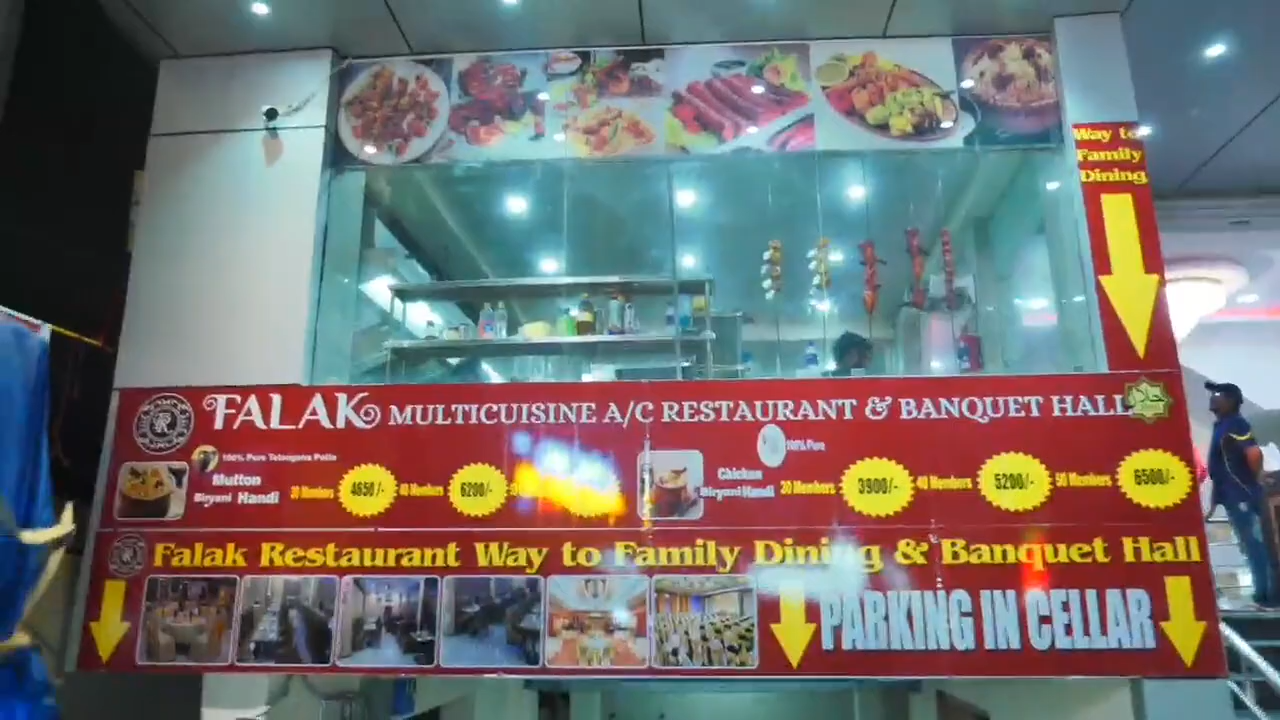 Way to
Family
Dining
FALAK MULTICUISINE A/C RESTAURANT & BANQUET HALL
100% Pure Telangana Potla
Mutton
Biryani Handi
30 Members 4650/- 40 Members 6200/-
100% Pure
Chicken
Biryani Handi
30 Members 3900/- 40 Members 5200/- 50 Members 6500/-
Falak Restaurant Way to Family Dining & Banquet Hall
PARKING IN CELLAR